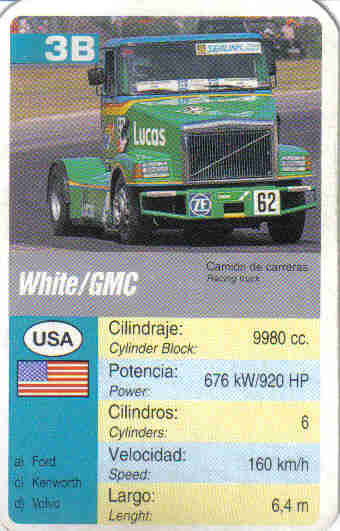 3B
SEALINK
Lucas
ZF
62
White/GMC
Camión de carreras
Racing truck
USA
Cilindraje:
Cylinder Block:
9980 cc.
Potencia:
Power:
676 kW/920 HP
Cilindros:
Cylinders:
6
Velocidad:
Speed:
160 km/h
Largo:
Lenght:
6,4 m
a) Ford
c) Kenworth
d) Volvo